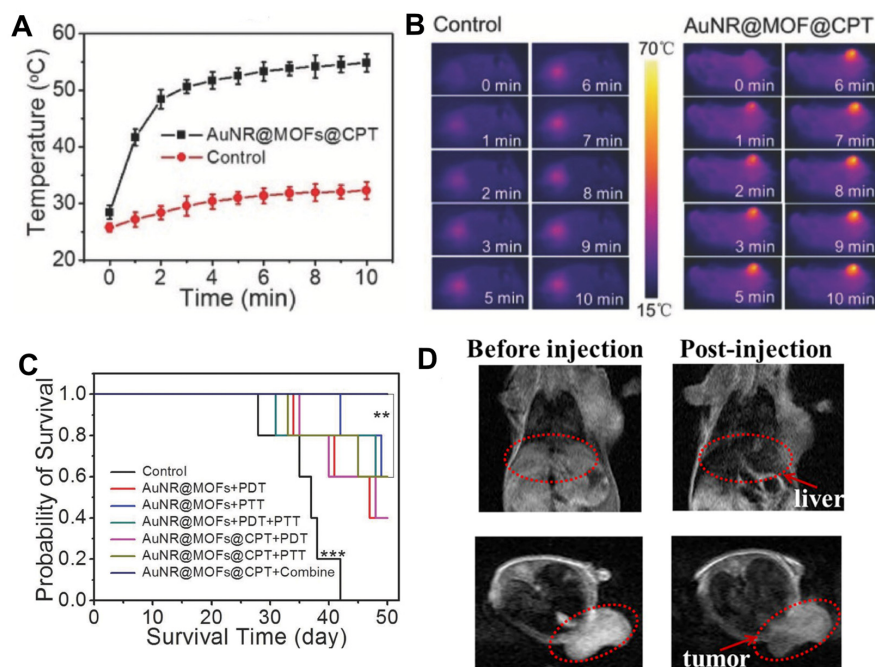 A
60
50
40
30
20
Temperature (°C)
AuNR@MOFs@CPT
Control
0 2 4 6 8 10
Time (min)
B
Control
0 min
6 min
1 min
7 min
2 min
8 min
3 min
9 min
5 min
10 min
70℃
15℃
AuNR@MOF@CPT
0 min
6 min
1 min
7 min
2 min
8 min
3 min
9 min
5 min
10 min
C
1.0
0.8
0.6
0.4
0.2
0.0
Probability of Survival
**
Control
AuNR@MOFs+PDT
AuNR@MOFs+PTT
AuNR@MOFs+PDT+PTT
AuNR@MOFs@CPT+PDT
AuNR@MOFs@CPT+PTT
AuNR@MOFs@CPT+Combine
***
0 10 20 30 40 50
Survival Time (day)
D
Before injection
Post-injection
liver
tumor